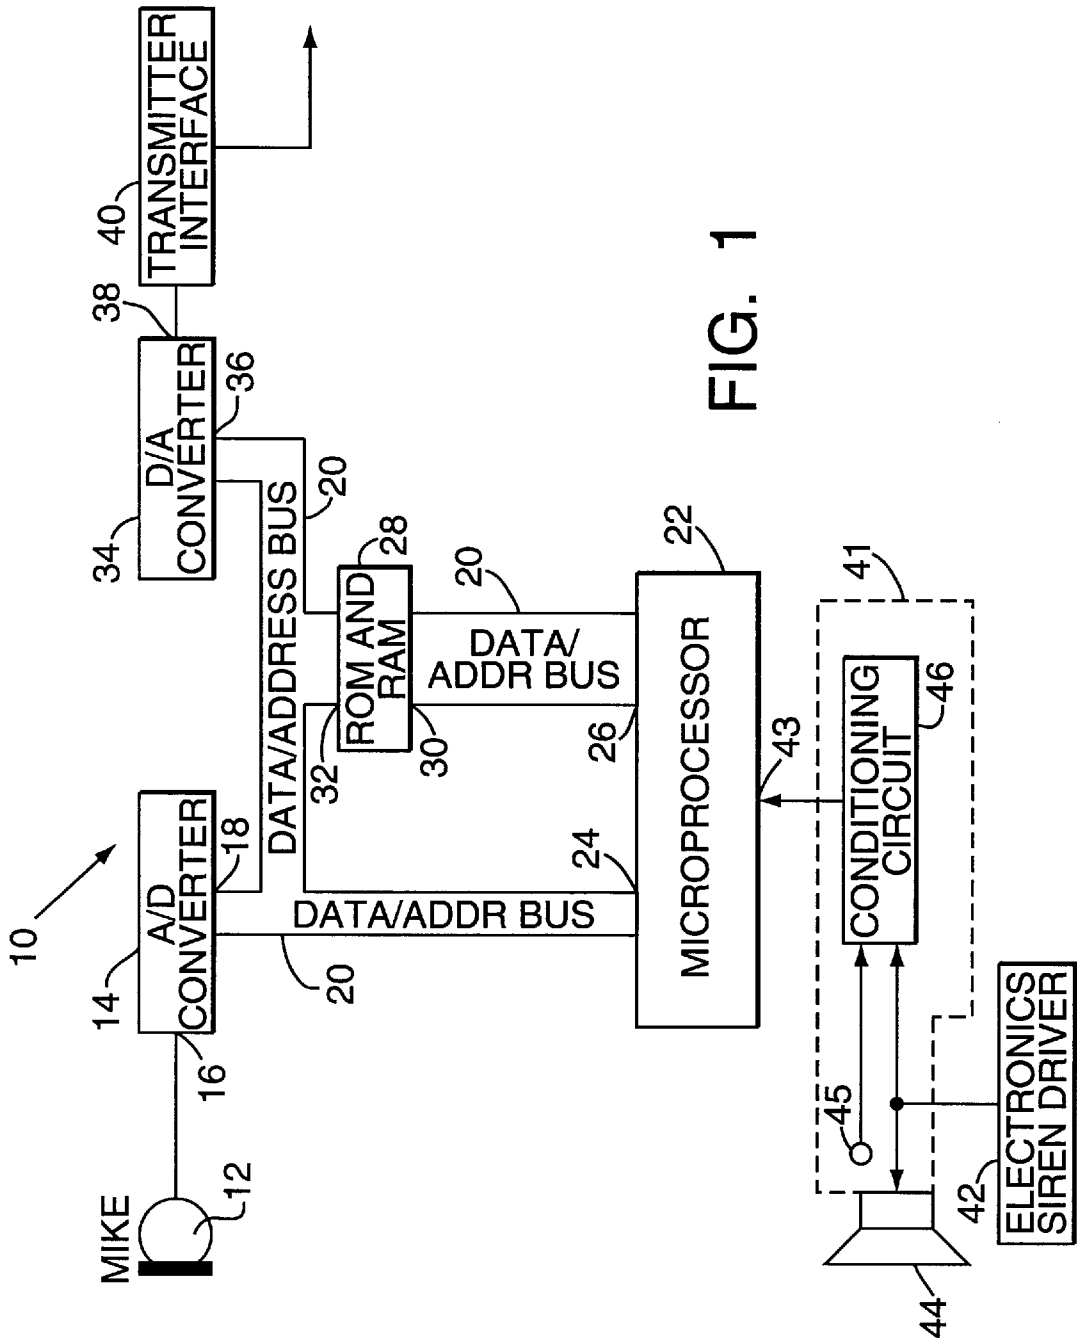 10
MIKE
12
16
14
A/D
CONVERTER
18
34
D/A
CONVERTER
36
38
40
TRANSMITTER
INTERFACE
20
DATA/ADDR BUS
DATA/ADDRESS BUS
20
32
ROM AND
RAM
28
30
DATA/
ADDR BUS
20
24
26
MICROPROCESSOR
22
43
FIG. 1
41
45
CONDITIONING
CIRCUIT
46
44
42
ELECTRONICS
SIREN DRIVER